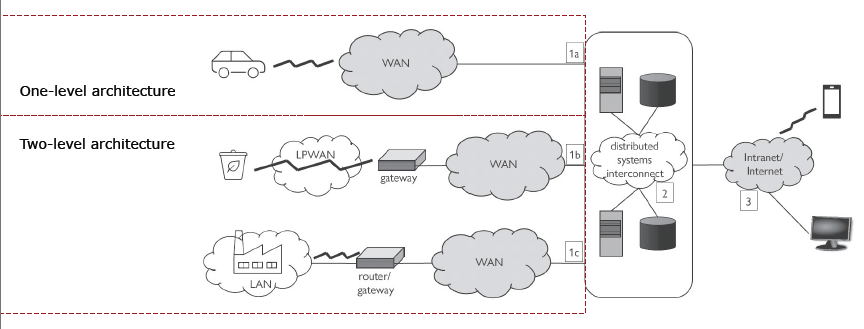 One-level architecture
WAN
1a
Two-level architecture
LPWAN
gateway
WAN
1b
LAN
router/
gateway
WAN
1c
distributed
systems
interconnect
2
Intranet/
Internet
3